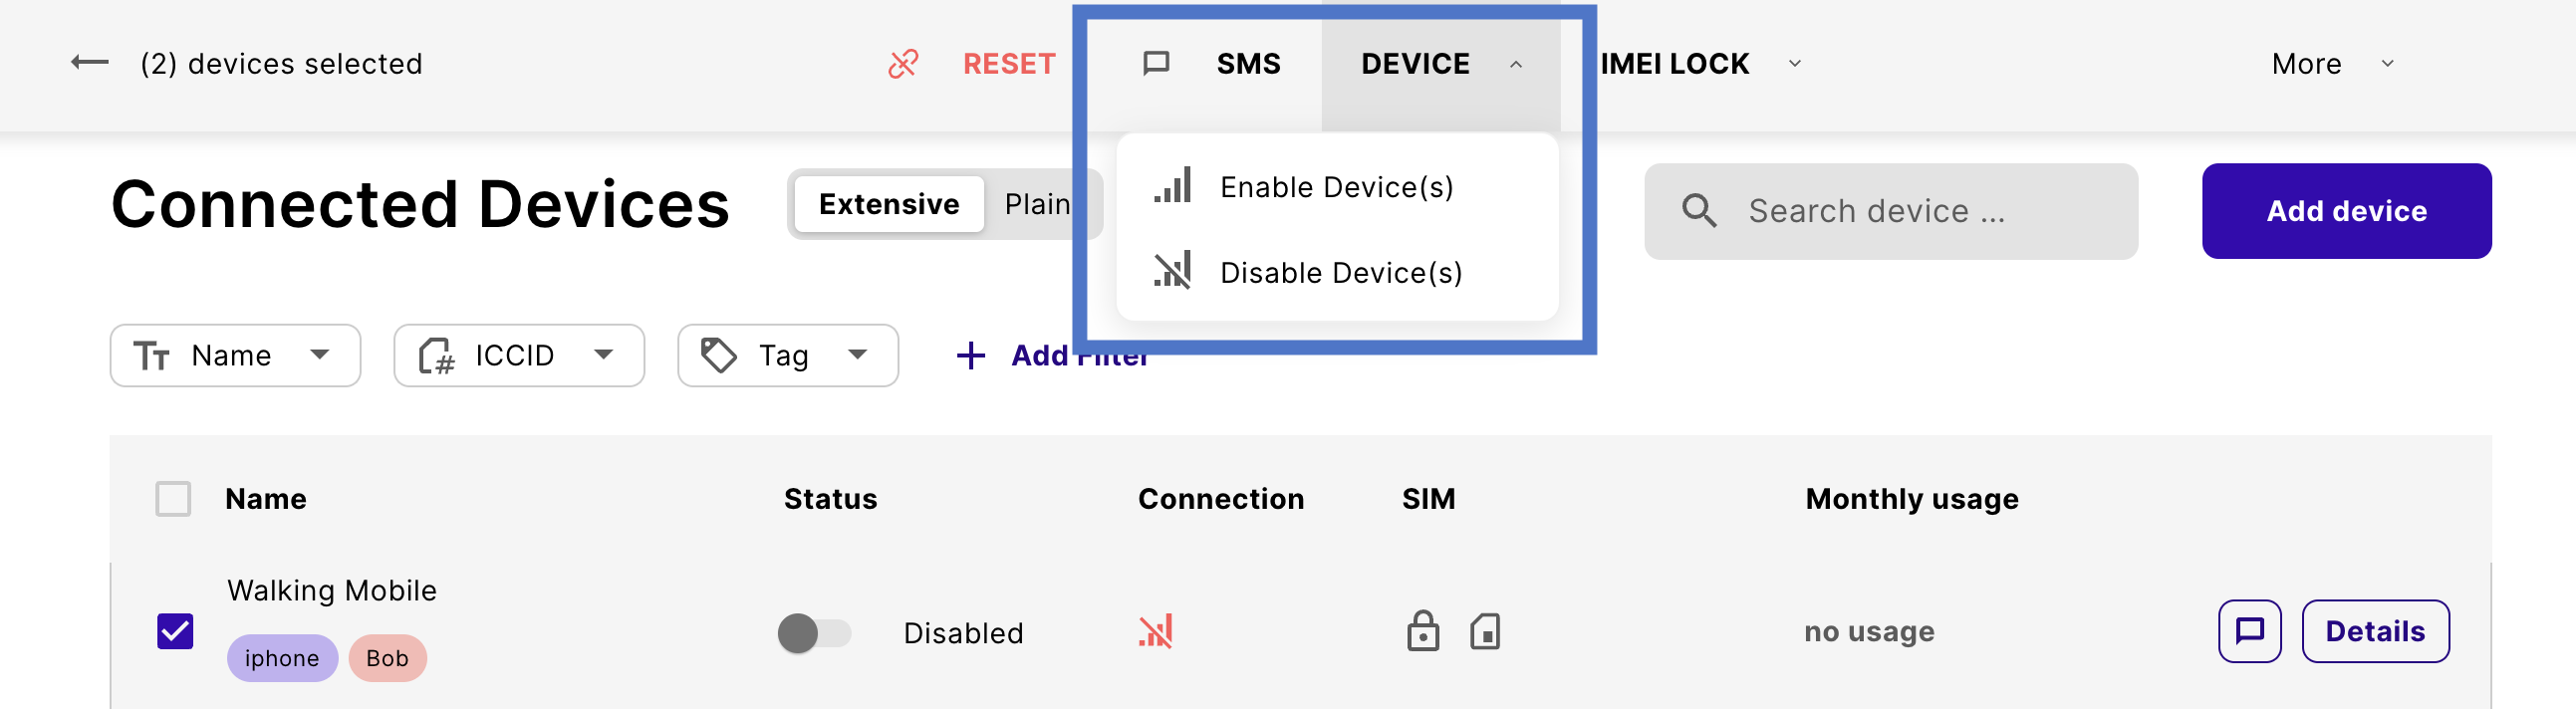 (2) devices selected RESET SMS DEVICE IMEI LOCK More
Connected Devices Extensive Plain Search device ... Add device
Enable Device(s)
Disable Device(s)
Name ICCID Tag + Add Filter
Name Status Connection SIM Monthly usage
Walking Mobile
Disabled no usage Details
iphone Bob